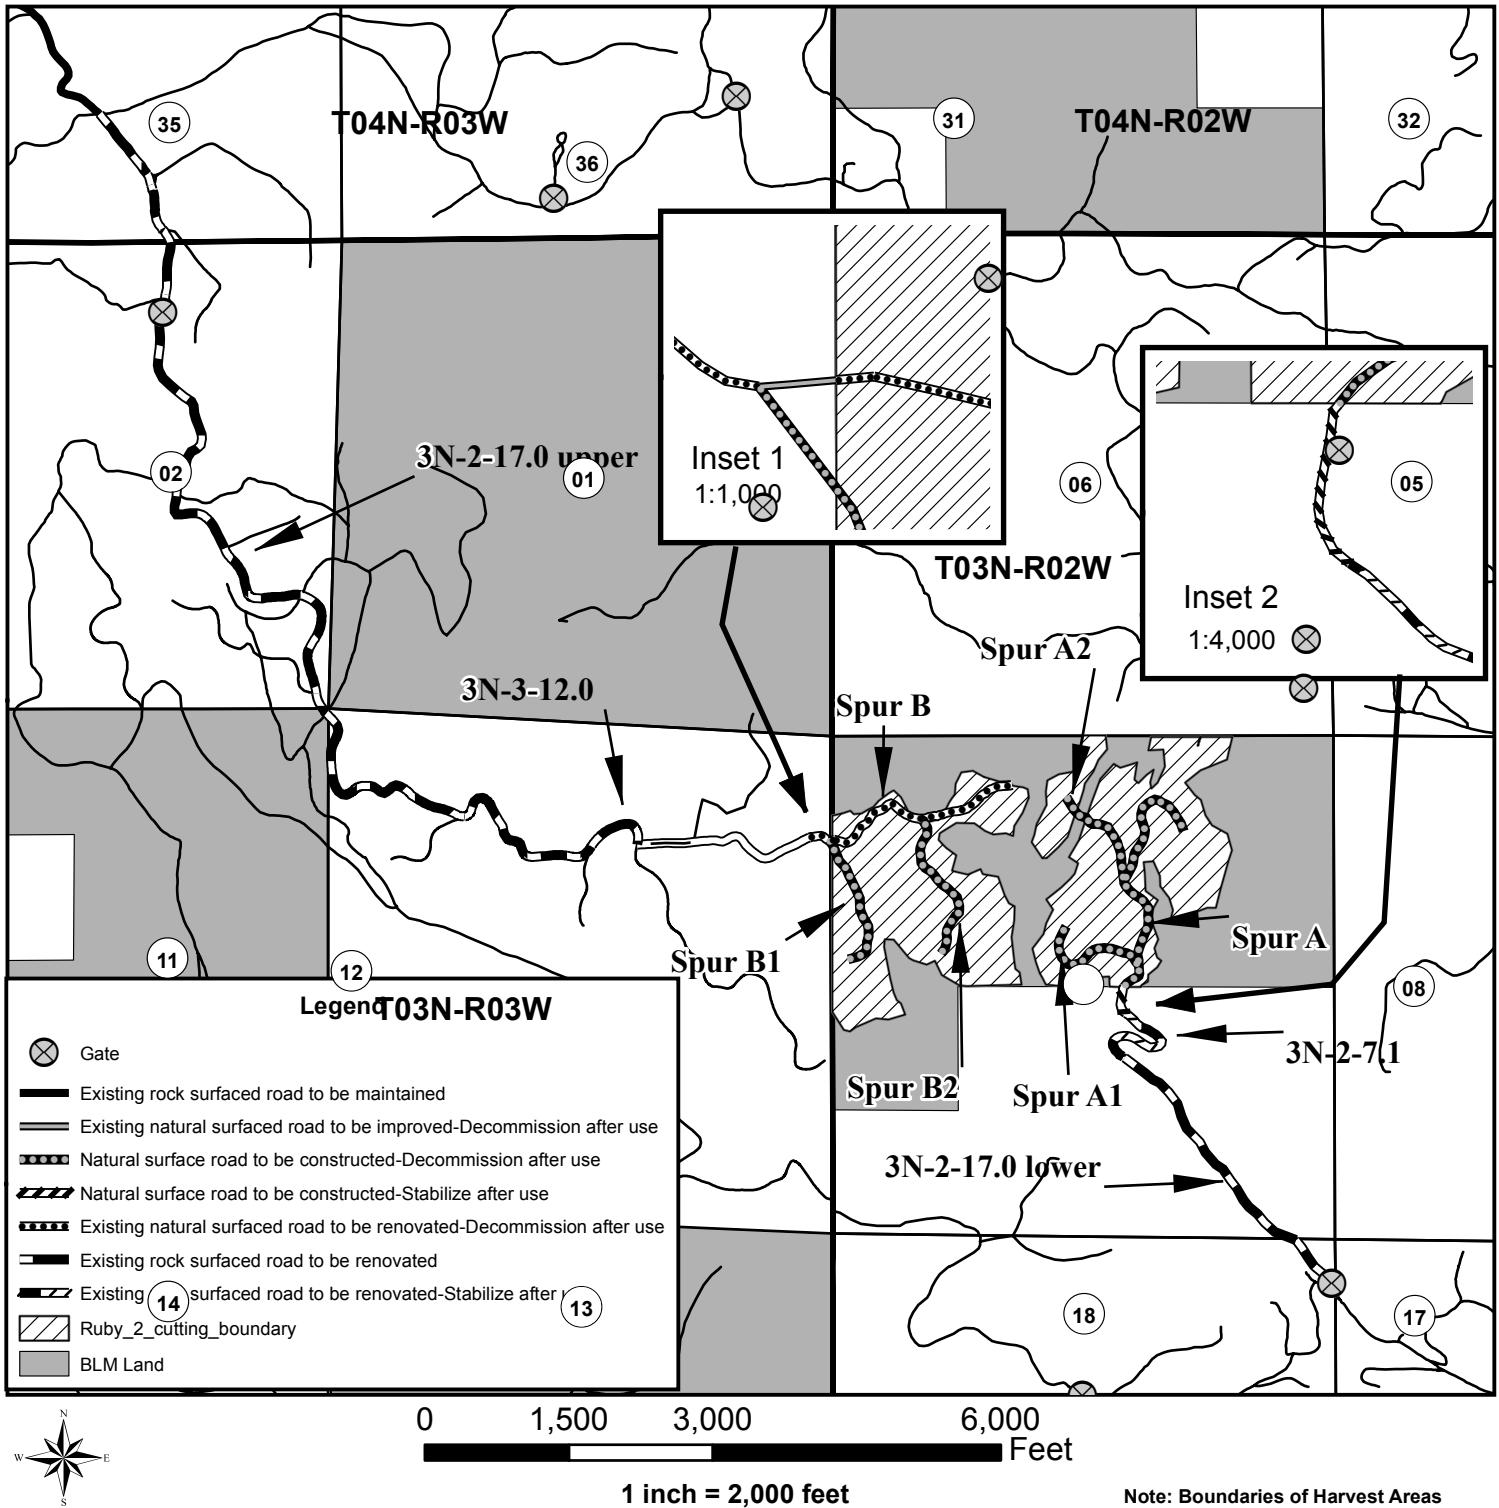 35
T04N-R03W
36
31
T04N-R02W
32
02
3N-2-17.0 upper
01
Inset 1
1:1,000
06
T03N-R02W
05
Inset 2
1:4,000
Spur A2
3N-3-12.0
Spur B
Spur A
Spur B1
11
12
08
3N-2-7.1
Spur B2
Spur A1
3N-2-17.0 lower
Legend
T03N-R03W
Gate
Existing rock surfaced road to be maintained
Existing natural surfaced road to be improved-Decommission after use
Natural surface road to be constructed-Decommission after use
Natural surface road to be constructed-Stabilize after use
Existing natural surfaced road to be renovated-Decommission after use
Existing rock surfaced road to be renovated
Existing surfaced road to be renovated-Stabilize after
14
13
Ruby_2_cutting_boundary
BLM Land
18
17
N
W E
S
0 1,500 3,000 6,000
Feet
1 inch = 2,000 feet
Note: Boundaries of Harvest Areas